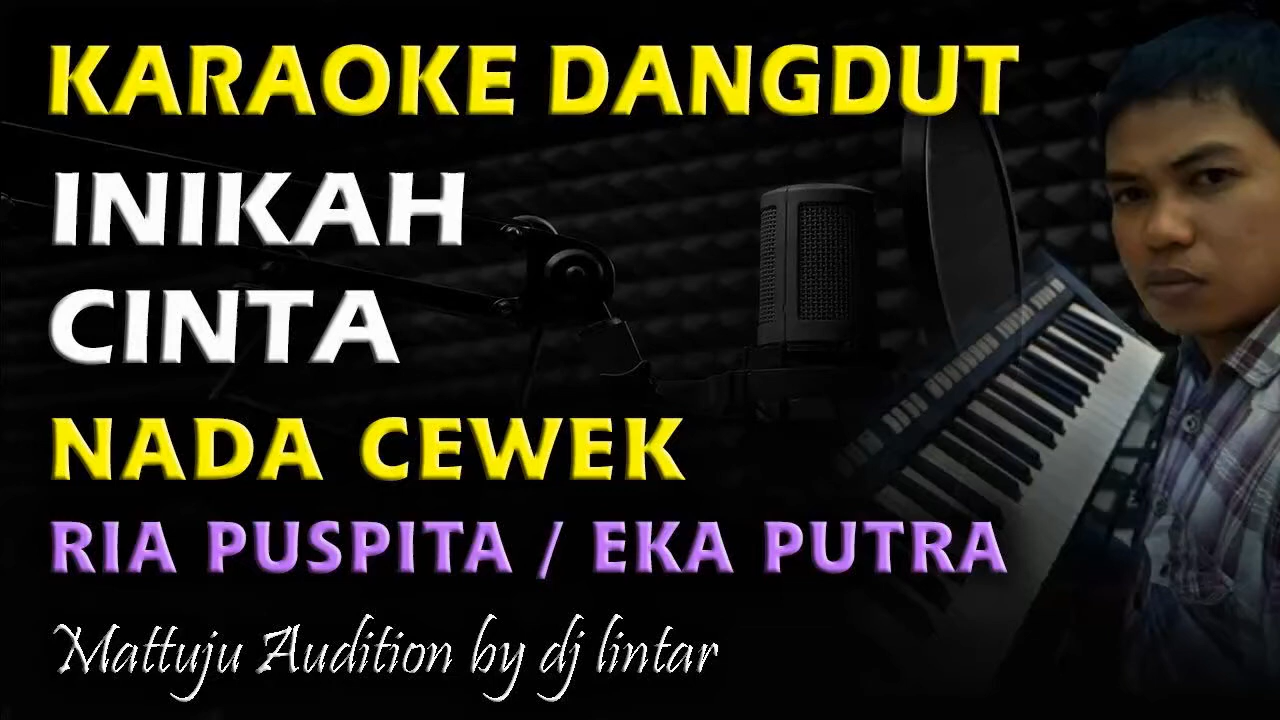 KARAOKE DANGDUT
INIKAH
CINTA
NADA CEWEK
RIA PUSPITA / EKA PUTRA
Mattuju Audition by dj lintar